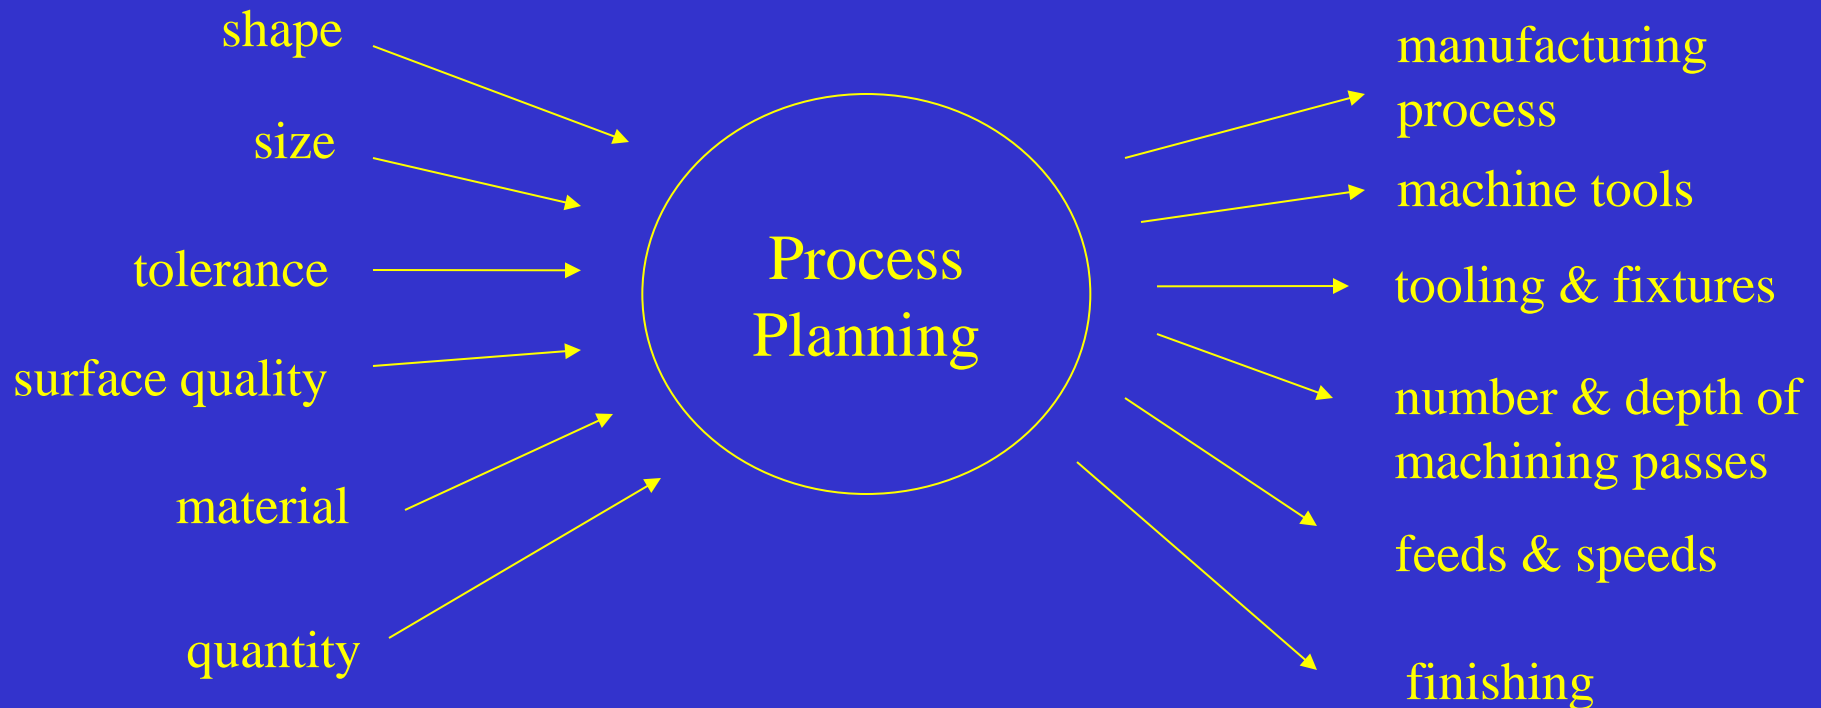 shape
size
tolerance
surface quality
material
quantity
Process
Planning
manufacturing
process
machine tools
tooling & fixtures
number & depth of
machining passes
feeds & speeds
finishing